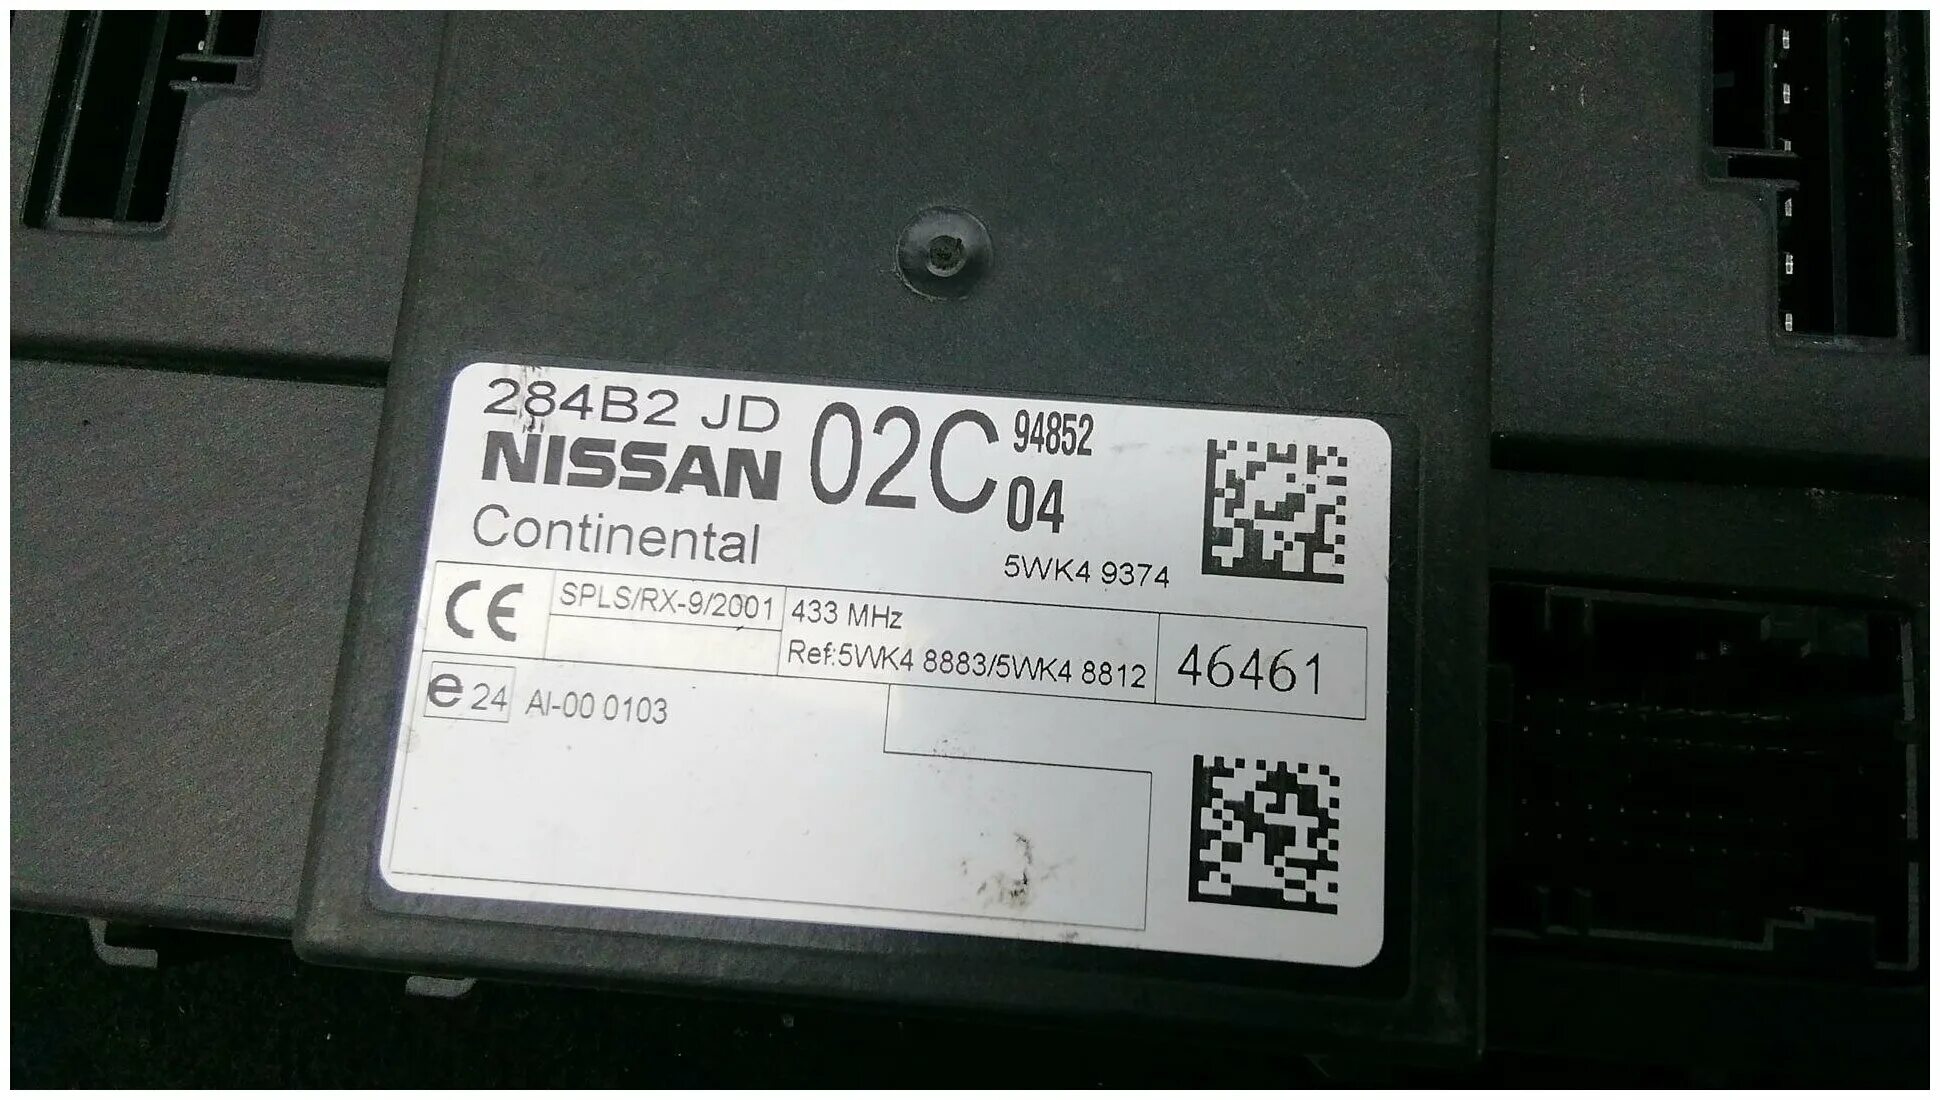 284B2 JD 02C 94852
NISSAN 04
Continental
5WK4 9374
CE SPLS/RX-9/2001 433 MHz
Ref:5WK4 8883/5WK4 8812 46461
e24 AI-00 0103